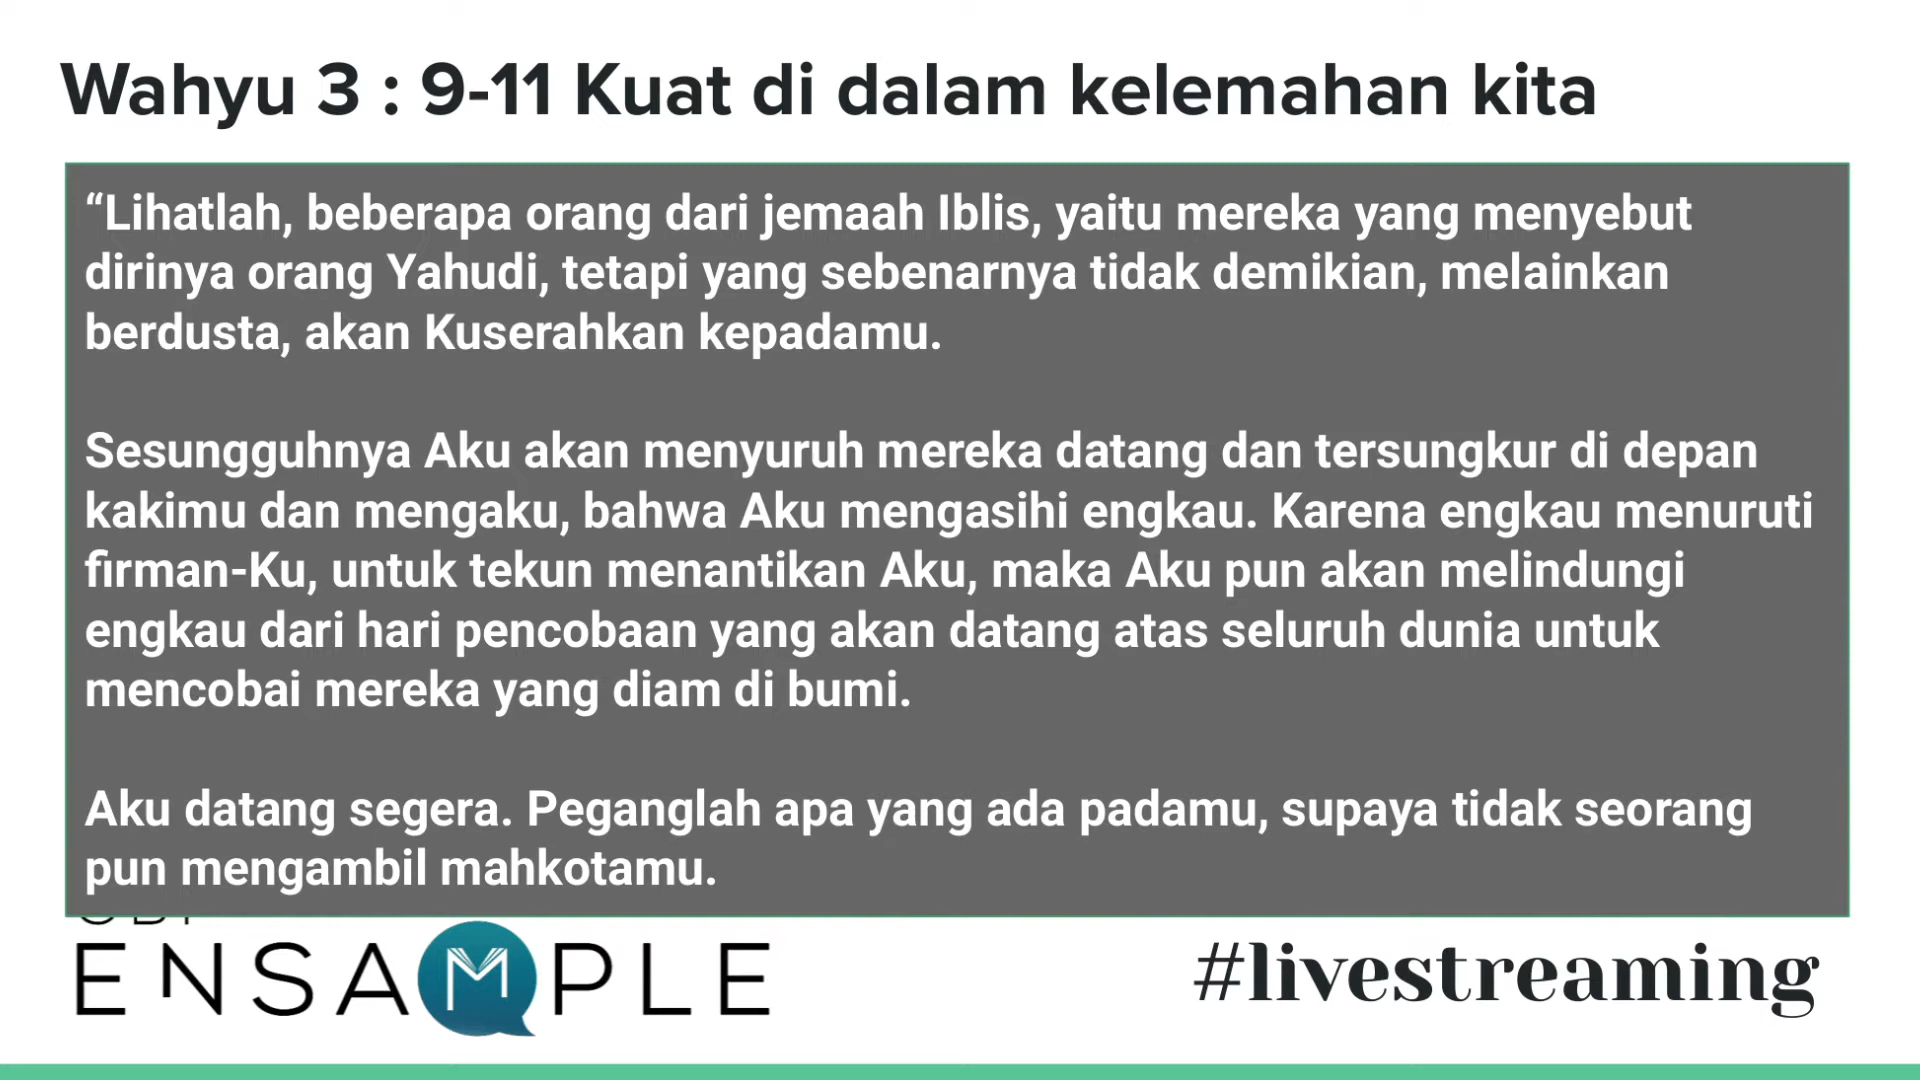 Wahyu 3 : 9-11 Kuat di dalam kelemahan kita
“Lihatlah, beberapa orang dari jemaah Iblis, yaitu mereka yang menyebut
dirinya orang Yahudi, tetapi yang sebenarnya tidak demikian, melainkan
berdusta, akan Kuserahkan kepadamu.
Sesungguhnya Aku akan menyuruh mereka datang dan tersungkur di depan
kakimu dan mengaku, bahwa Aku mengasihi engkau. Karena engkau menuruti
firman-Ku, untuk tekun menantikan Aku, maka Aku pun akan melindungi
engkau dari hari pencobaan yang akan datang atas seluruh dunia untuk
mencobai mereka yang diam di bumi.
Aku datang segera. Peganglah apa yang ada padamu, supaya tidak seorang
pun mengambil mahkotamu.
ENSAMPLE
#livestreaming